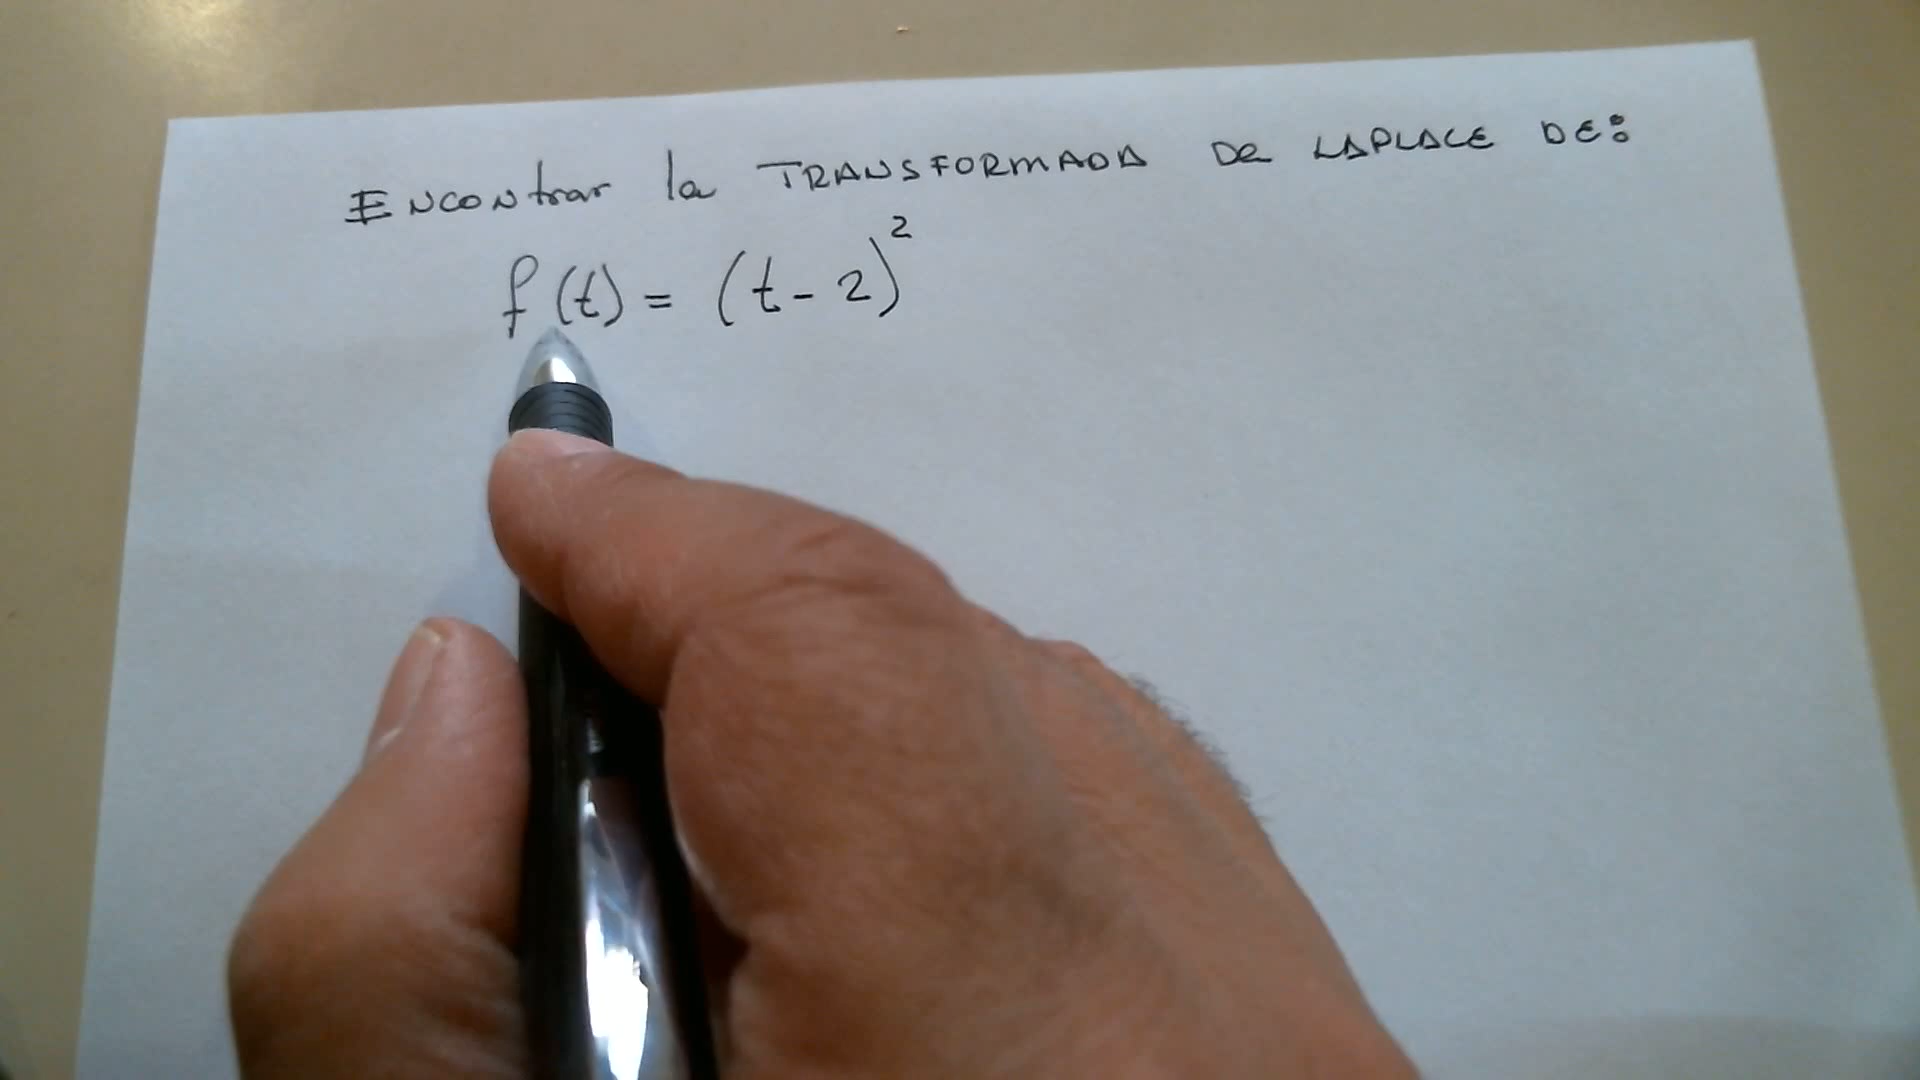 ENCONtrar la TRANSFORMADA De LAPLACE DE:
f(t) = (t - 2)²